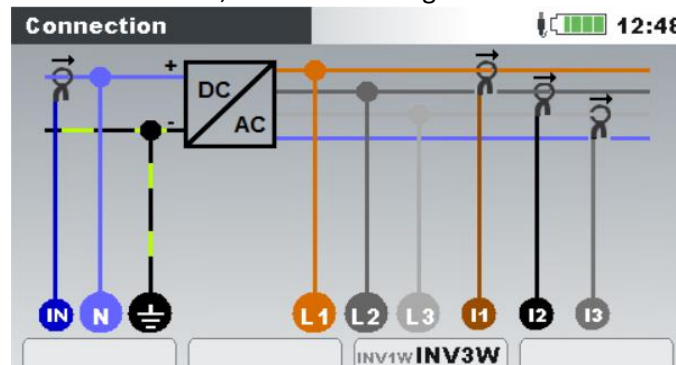 Connection 12:48
+
DC
AC
-
IN N L1 L2 L3 I1 I2 I3
INV1W INV3W